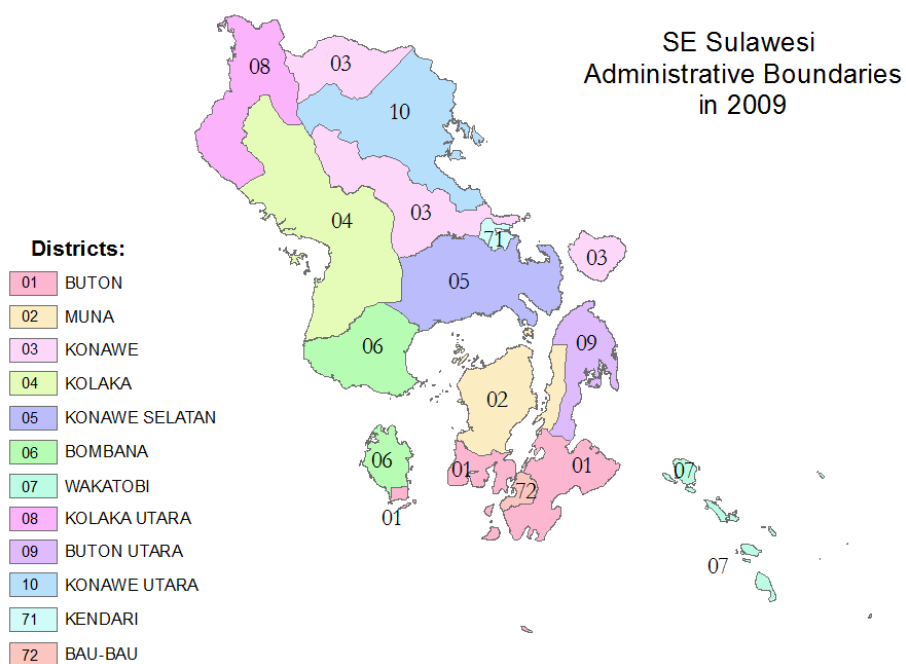 SE Sulawesi
Administrative Boundaries
in 2009
08
03
10
04
03
71
03
05
09
06
02
06
01
01
72
01
07
07
Districts:
01 BUTON
02 MUNA
03 KONAWE
04 KOLAKA
05 KONAWE SELATAN
06 BOMBANA
07 WAKATOBI
08 KOLAKA UTARA
09 BUTON UTARA
10 KONAWE UTARA
71 KENDARI
72 BAU-BAU